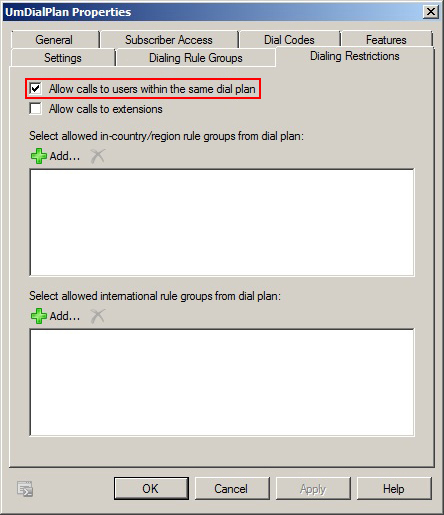 UmDialPlan Properties
General Subscriber Access Dial Codes Features
Settings Dialing Rule Groups Dialing Restrictions
Allow calls to users within the same dial plan
Allow calls to extensions
Select allowed in-country/region rule groups from dial plan:
Add...
Select allowed international rule groups from dial plan:
Add...
OK Cancel Apply Help